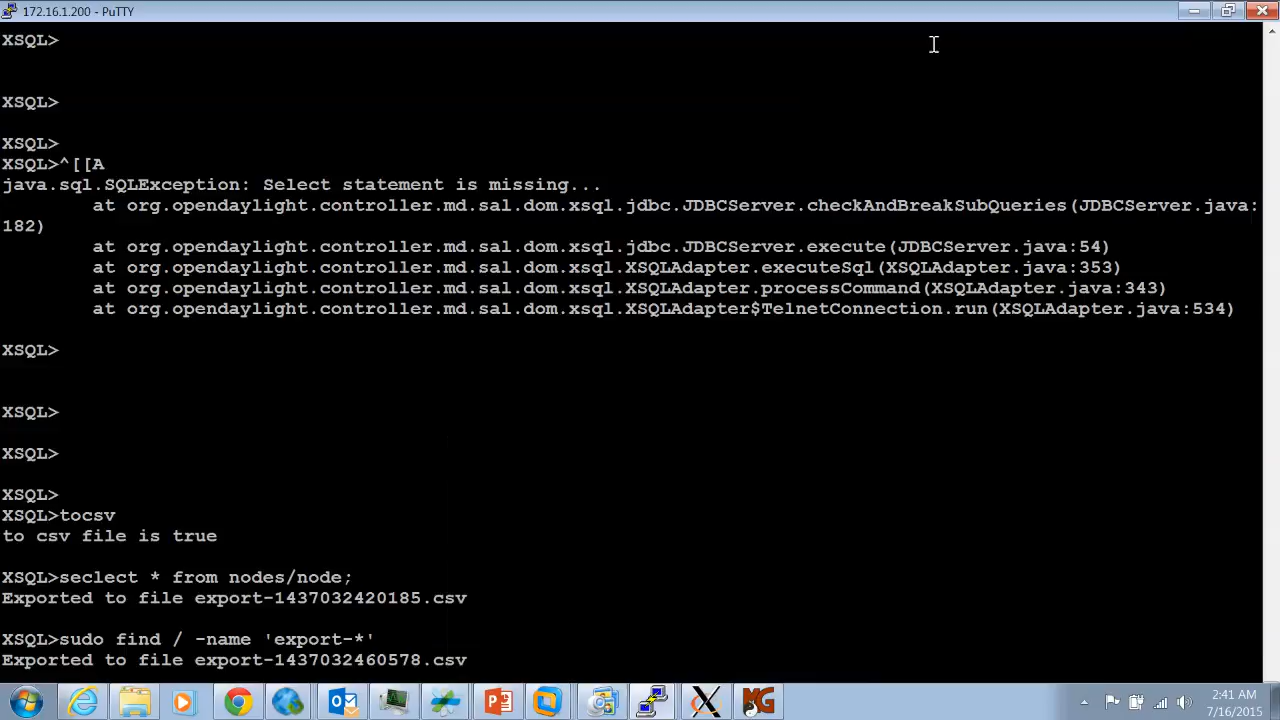 172.16.1.200 - PuTTY
XSQL>
XSQL>
XSQL>
XSQL>^[[A
java.sql.SQLException: Select statement is missing...
at org.opendaylight.controller.md.sal.dom.xsql.jdbc.JDBCServer.checkAndBreakSubQueries(JDBCServer.java:
182)
at org.opendaylight.controller.md.sal.dom.xsql.jdbc.JDBCServer.execute(JDBCServer.java:54)
at org.opendaylight.controller.md.sal.dom.xsql.XSQLAdapter.executeSql(XSQLAdapter.java:353)
at org.opendaylight.controller.md.sal.dom.xsql.XSQLAdapter.processCommand(XSQLAdapter.java:343)
at org.opendaylight.controller.md.sal.dom.xsql.XSQLAdapter$TelnetConnection.run(XSQLAdapter.java:534)
XSQL>
XSQL>
XSQL>
XSQL>
XSQL>tocsv
to csv file is true
XSQL>seclect * from nodes/node;
Exported to file export-1437032420185.csv
XSQL>sudo find / -name 'export-*'
Exported to file export-1437032460578.csv
2:41 AM
7/16/2015